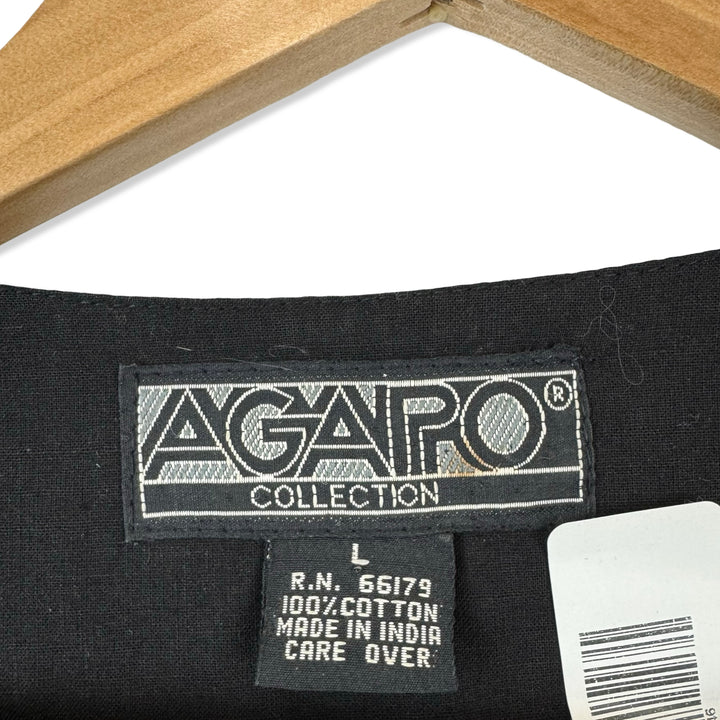 AGAPO®
COLLECTION
L
R.N. 66179
100% COTTON
MADE IN INDIA
CARE OVER